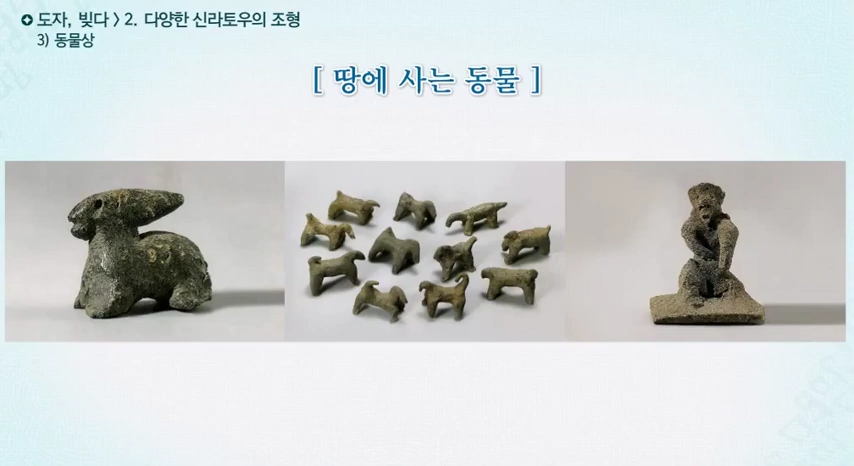 도자, 빚다 > 2. 다양한 신라토우의 조형
3) 동물상
[ 땅에 사는 동물 ]